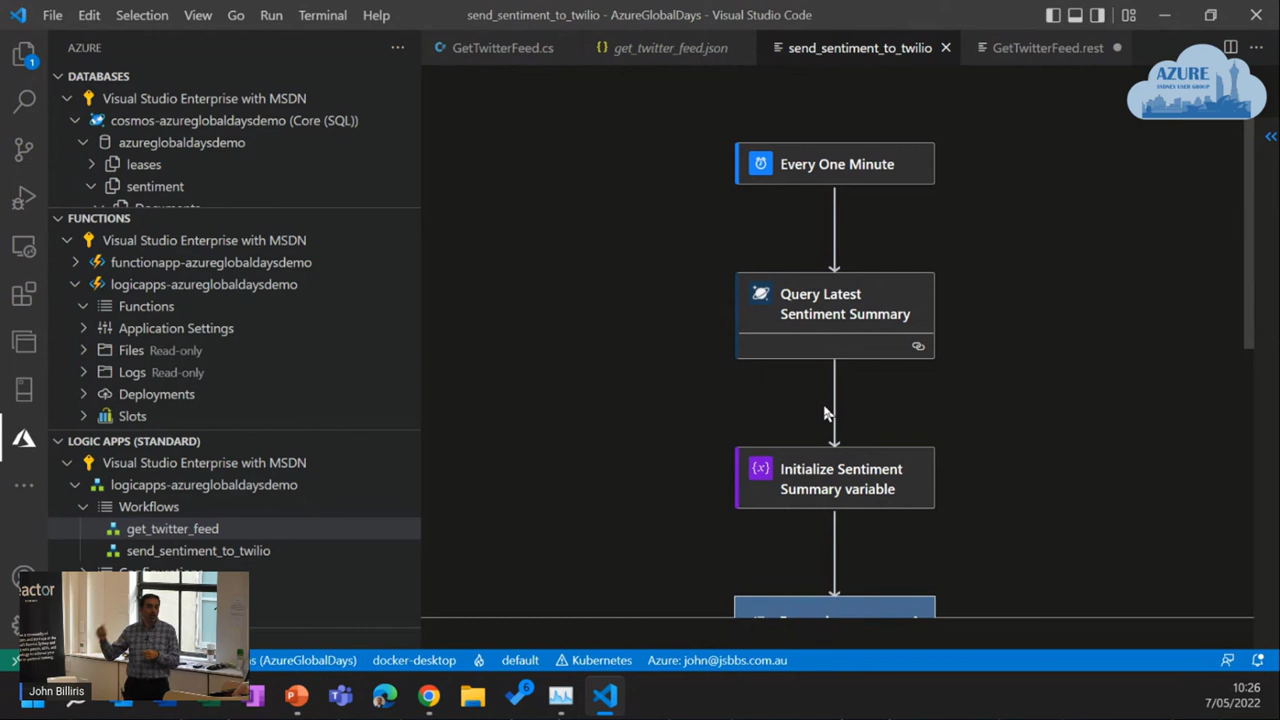 File Edit Selection View Go Run Terminal Help
send_sentiment_to_twilio - AzureGlobalDays - Visual Studio Code
AZURE
GetTwitterFeed.cs
get_twitter_feed.json
send_sentiment_to_twilio
GetTwitterFeed.rest
AZURE
SYDNEY USER GROUP
1
DATABASES
Visual Studio Enterprise with MSDN
cosmos-azureglobaldaysdemo (Core (SQL))
azureglobaldaysdemo
leases
sentiment
Documents
FUNCTIONS
Visual Studio Enterprise with MSDN
functionapp-azureglobaldaysdemo
logicapps-azureglobaldaysdemo
Functions
Application Settings
Files Read-only
Logs Read-only
Deployments
Slots
LOGIC APPS (STANDARD)
Visual Studio Enterprise with MSDN
logicapps-azureglobaldaysdemo
Workflows
get_twitter_feed
send_sentiment_to_twilio
Every One Minute
Query Latest
Sentiment Summary
{x}
Initialize Sentiment
Summary variable
actor
(AzureGlobalDays)
docker-desktop
default
Kubernetes
Azure: john@jsbbs.com.au
John Billiris
6
10:26
7/05/2022